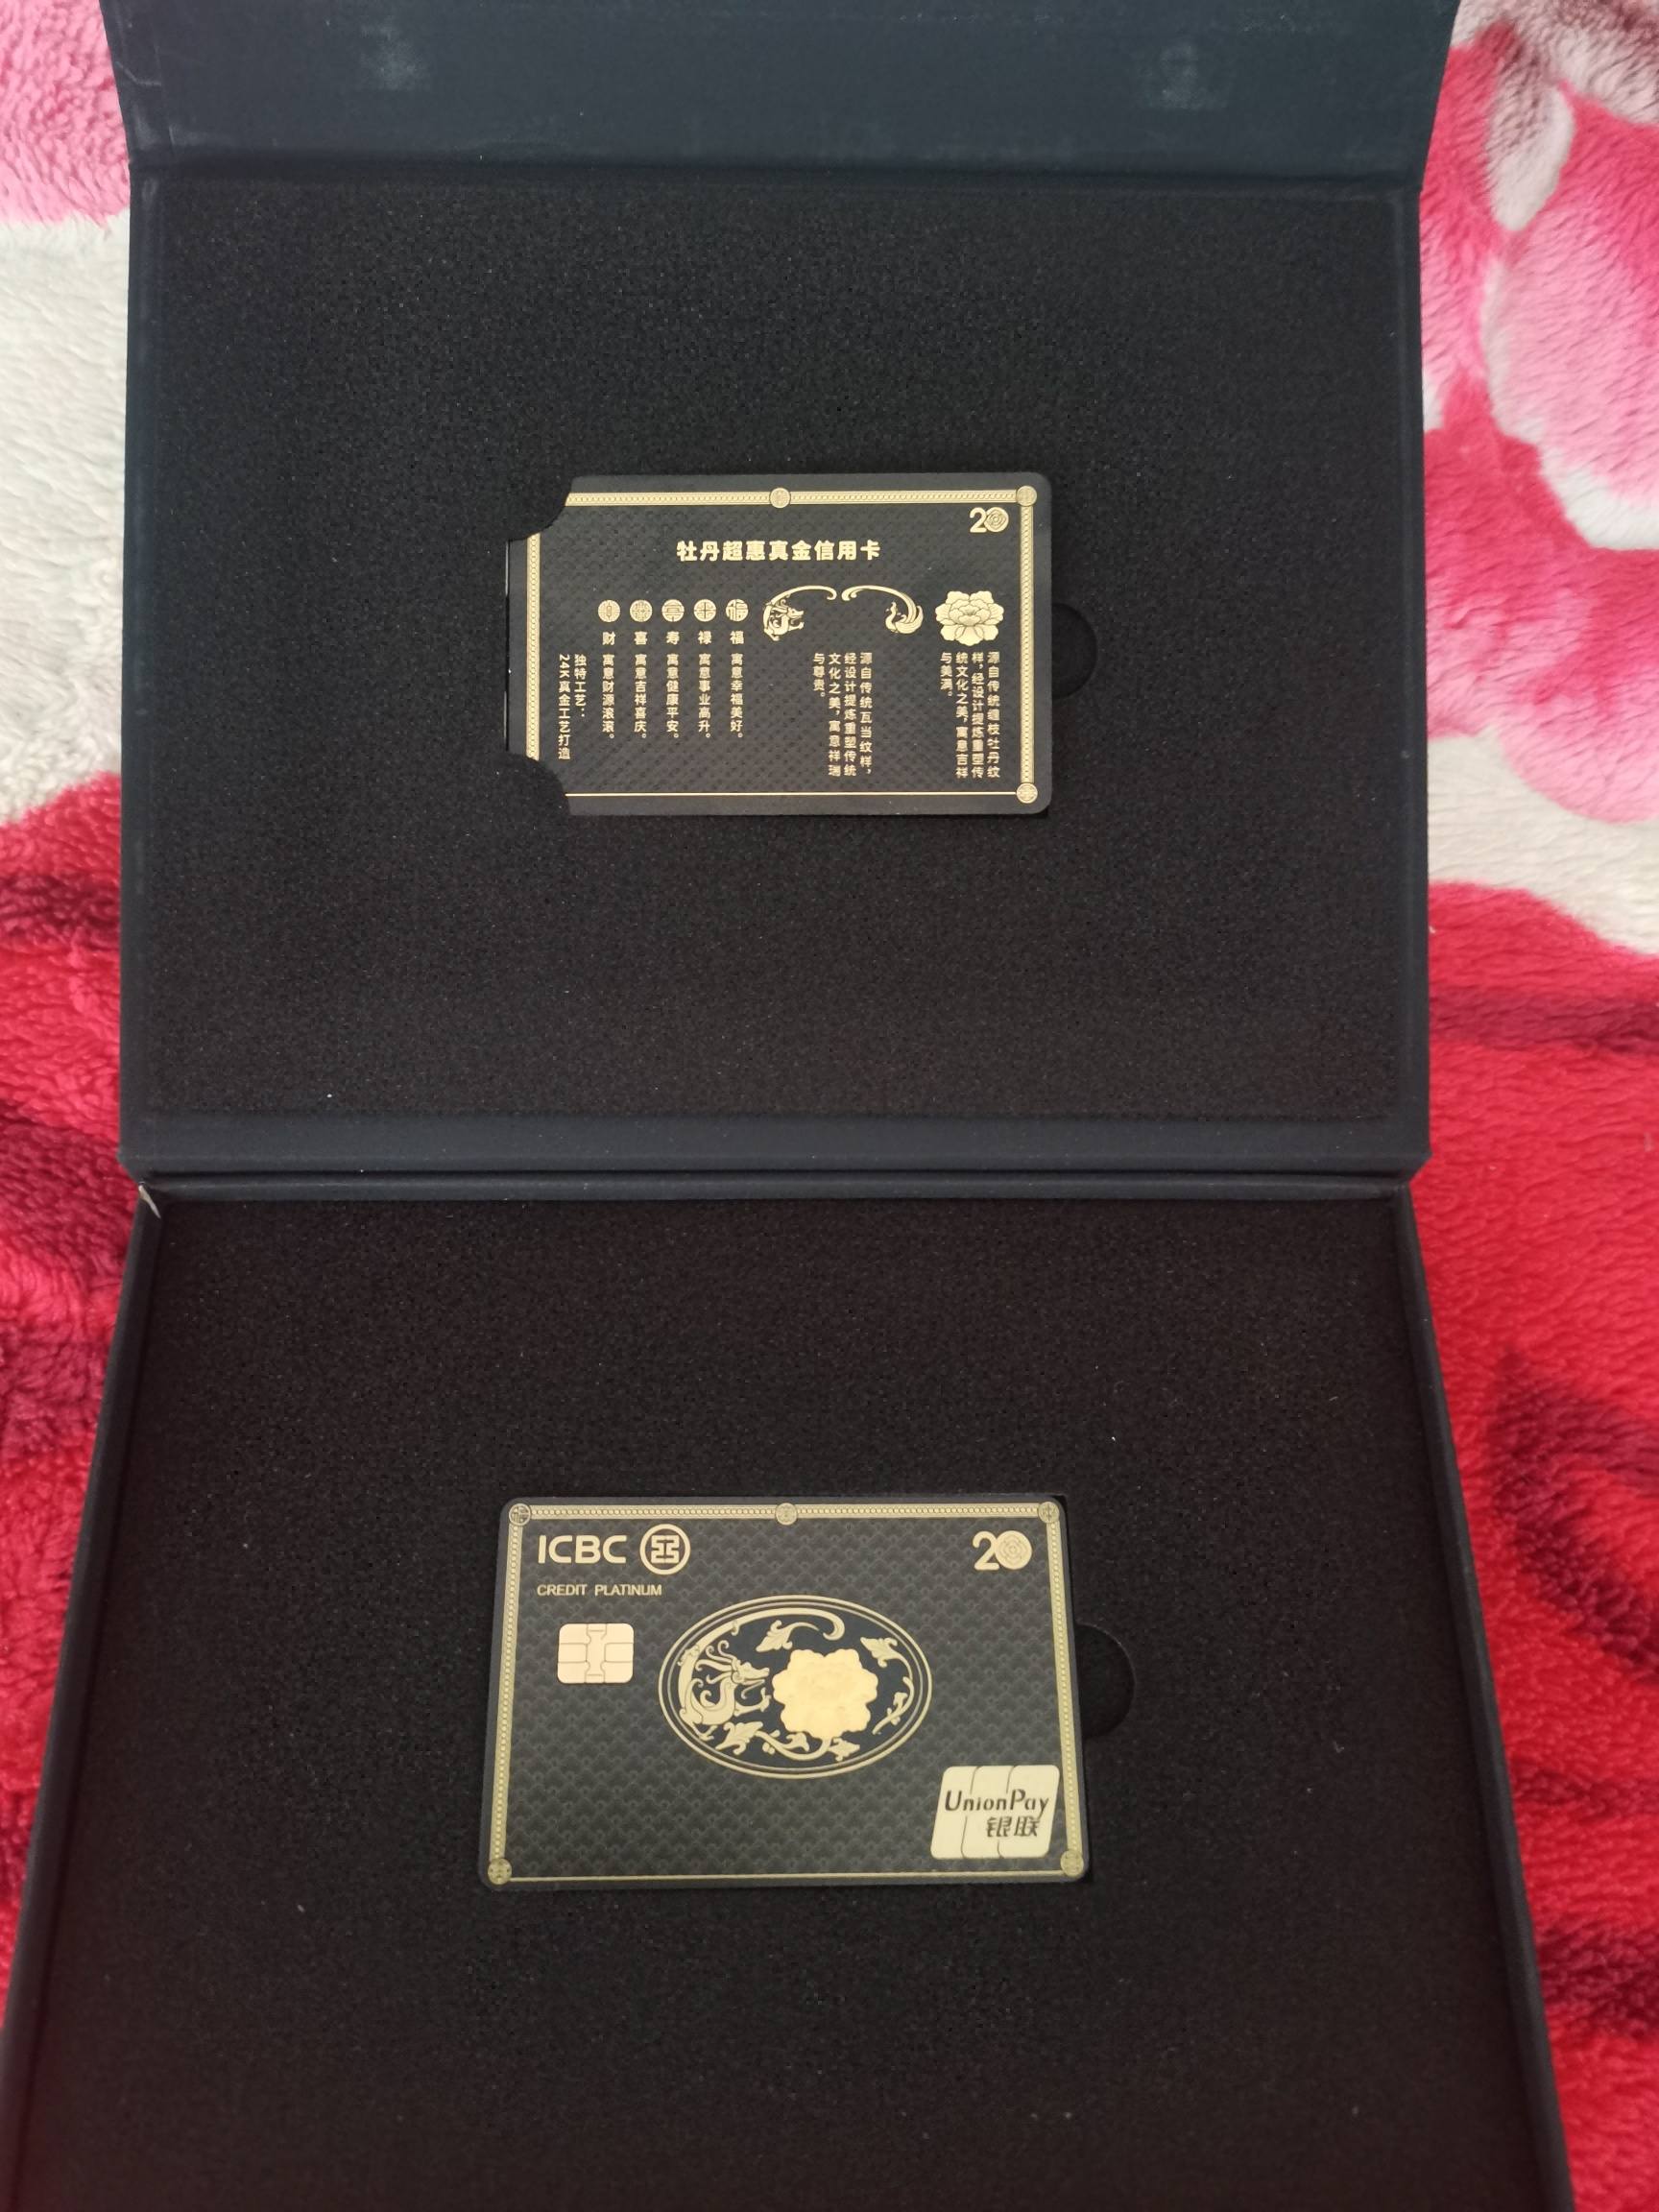 20
牡丹超惠真金信用卡
源自传统缠枝牡丹纹
样,经设计提炼重塑传
统文化之美,寓意吉祥
与美满。
源自传统瓦当纹样,
经设计提炼重塑传统
文化之美,寓意祥瑞
与尊贵。
福 寓意幸福美好。
禄 寓意事业高升。
寿 寓意健康平安。
喜 寓意吉祥喜庆。
财 寓意财源滚滚。
独特工艺:
24K真金工艺打造
ICBC
20
CREDIT PLATINUM
UnionPay
银联